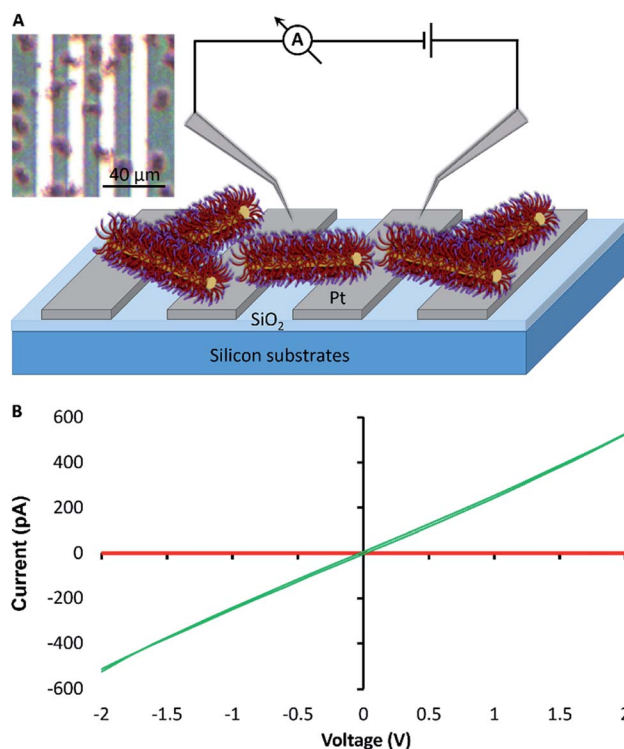 A
A
40 µm
Pt
SiO₂
Silicon substrates
B
600
400
200
0
-200
-400
-600
Current (pA)
-2 -1.5 -1 -0.5 0 0.5 1 1.5 2
Voltage (V)